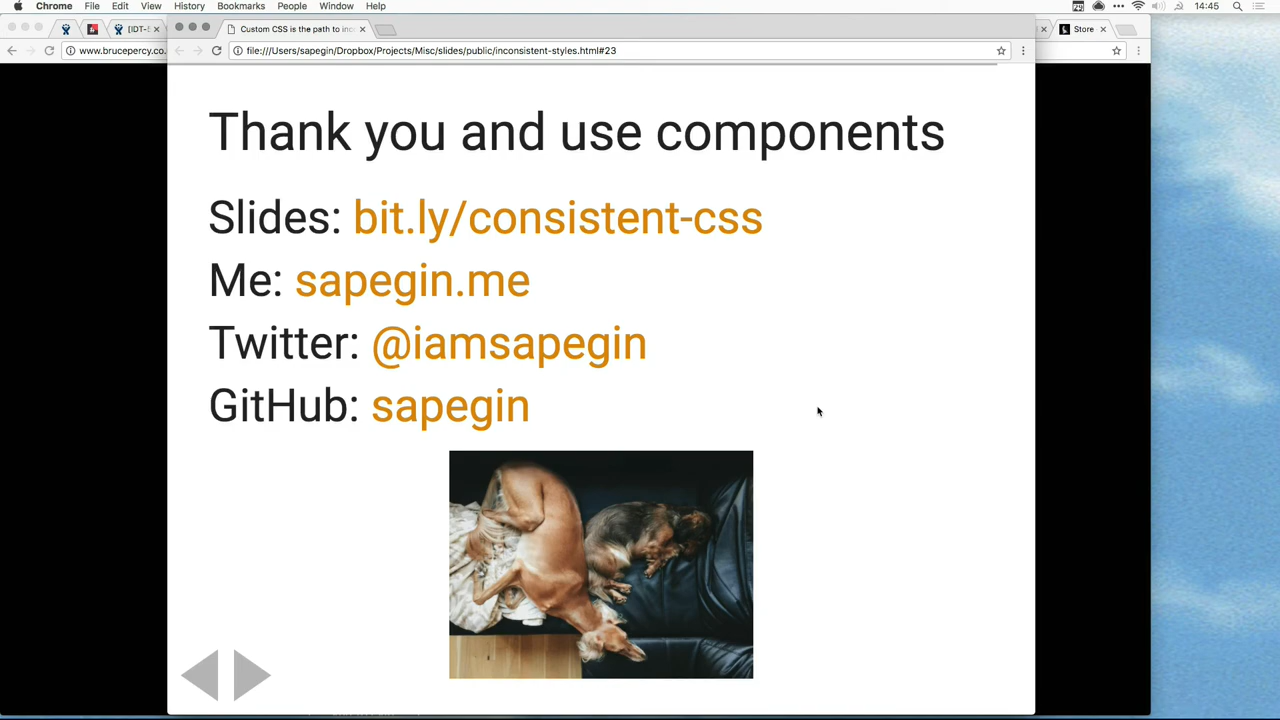 Chrome File Edit View History Bookmarks People Window Help 14:45
[IDT- Custom CSS is the path to inc Store
www.brucepercy.co. file:///Users/sapegin/Dropbox/Projects/Misc/slides/public/inconsistent-styles.html#23
Thank you and use components
Slides: bit.ly/consistent-css
Me: sapegin.me
Twitter: @iamsapegin
GitHub: sapegin